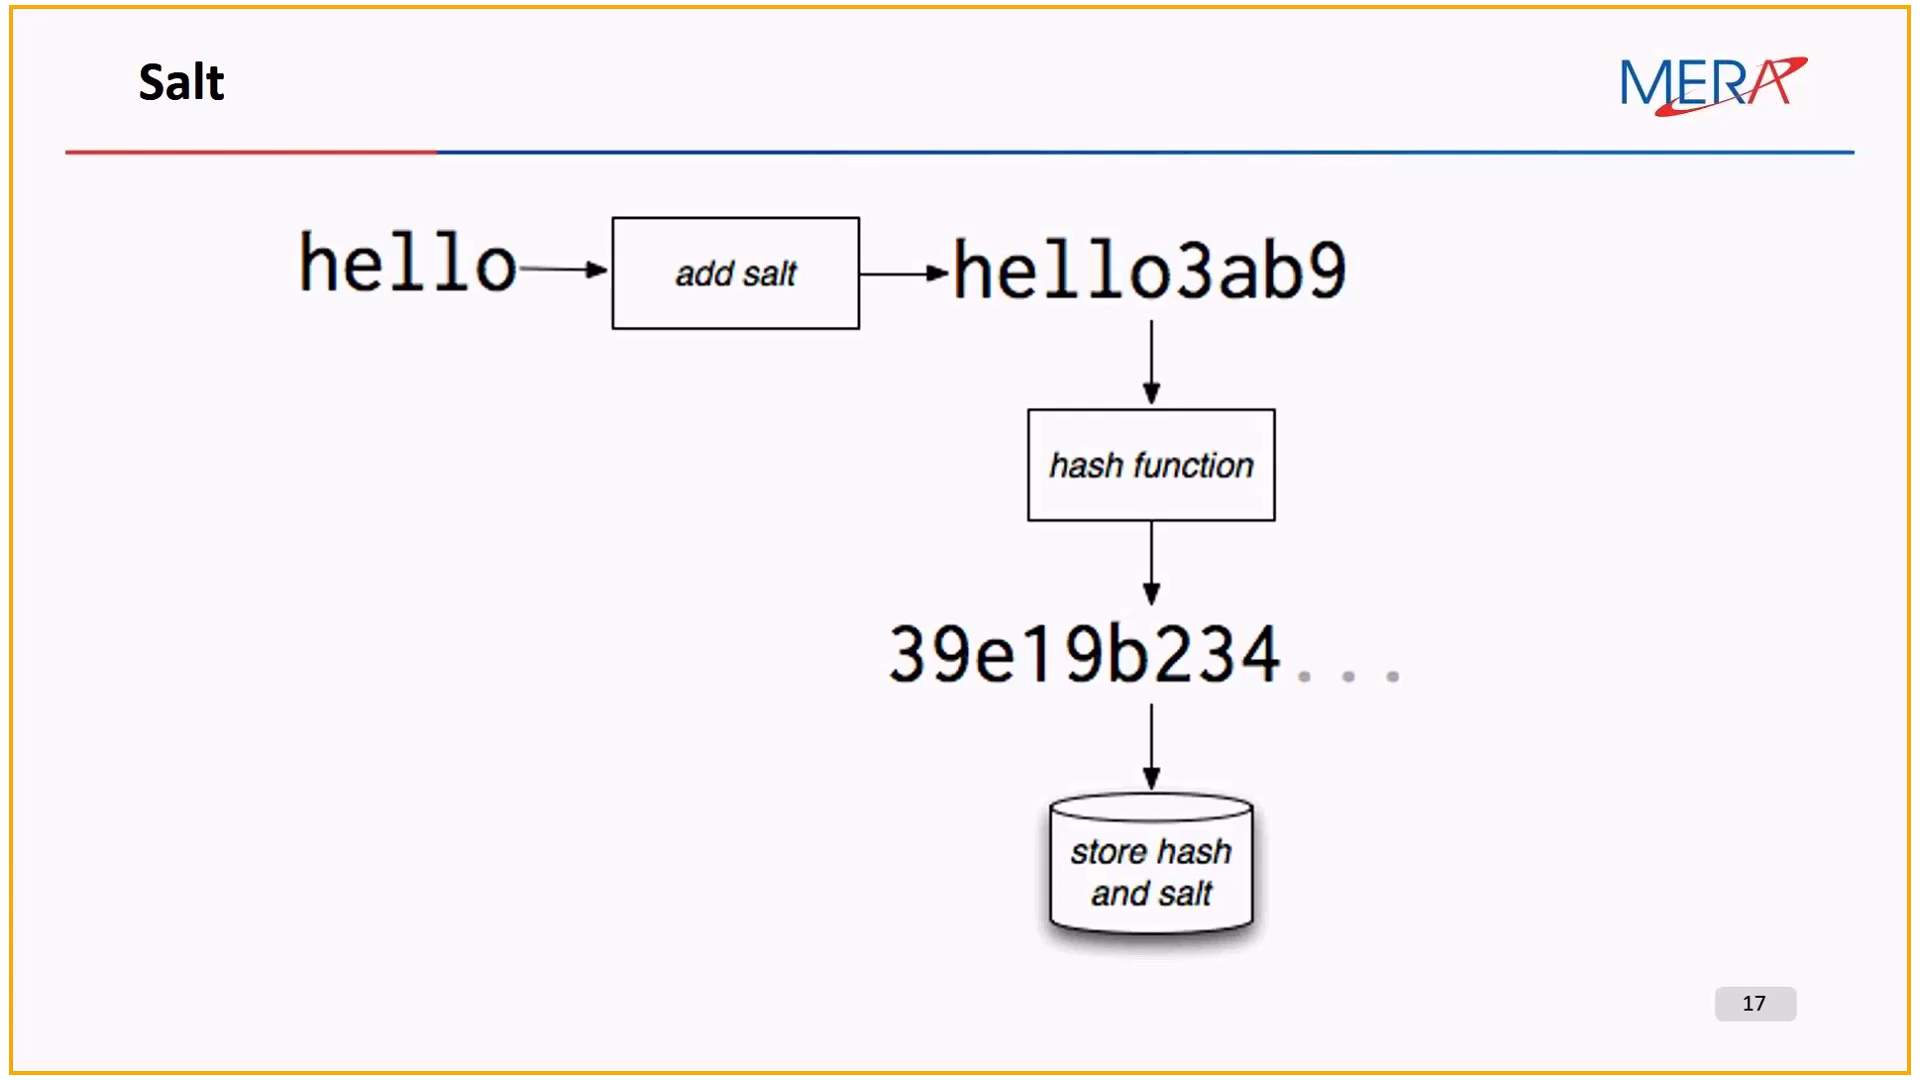 Salt
MERA
hello
add salt
hello3ab9
hash function
39e19b234...
store hash
and salt
17